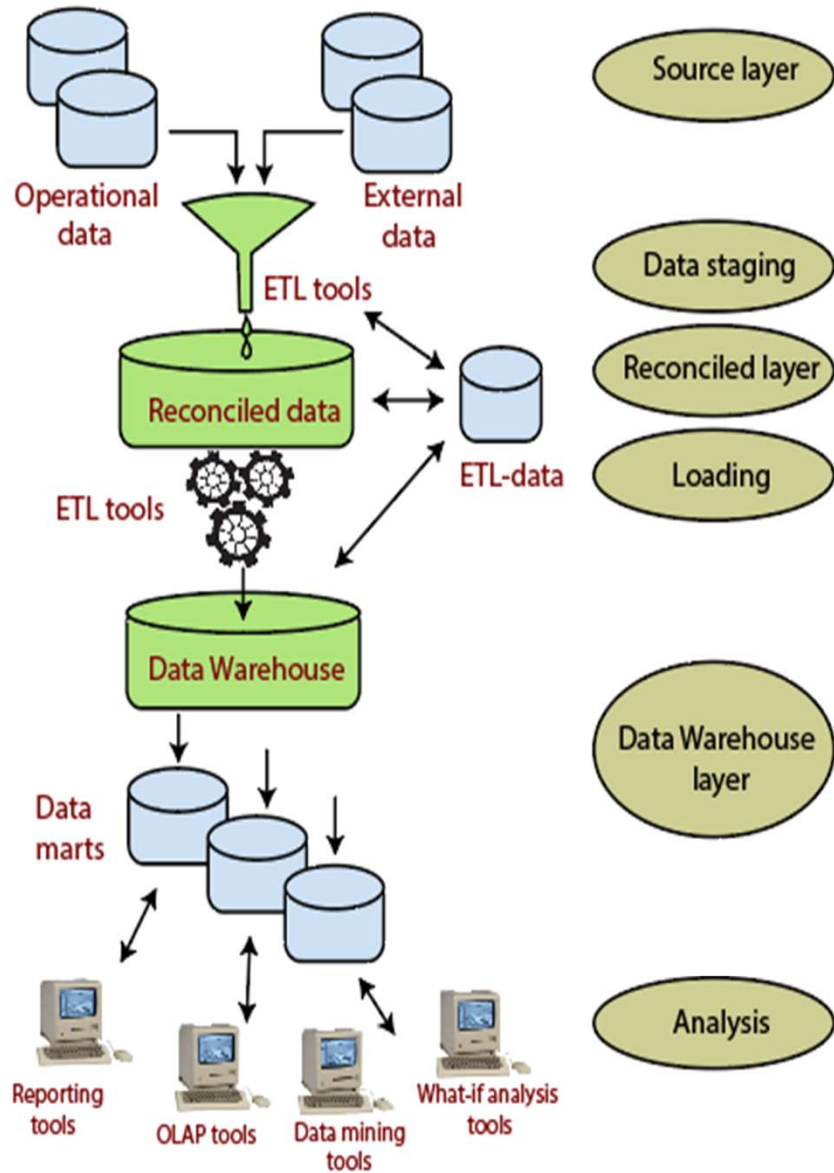 Source layer
Operational
data
External
data
Data staging
ETL tools
Reconciled layer
Reconciled data
ETL-data
Loading
ETL tools
Data Warehouse
Data Warehouse
layer
Data
marts
Analysis
Reporting
tools
OLAP tools
Data mining
tools
What-if analysis
tools